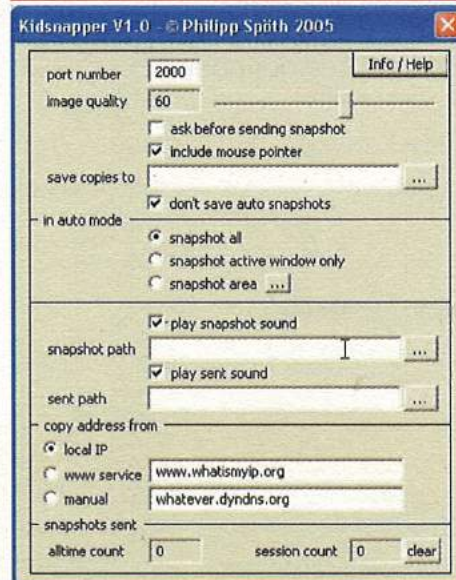 Kidsnapper V1.0 - © Philipp Späth 2005
Info / Help
port number 2000
image quality 60
ask before sending snapshot
include mouse pointer
save copies to ...
don't save auto snapshots
in auto mode
snapshot all
snapshot active window only
snapshot area ...
play snapshot sound
snapshot path ...
play sent sound
sent path ...
copy address from
local IP
www service www.whatismyip.org
manual whatever.dyndns.org
snapshots sent
alltime count 0 session count 0 clear